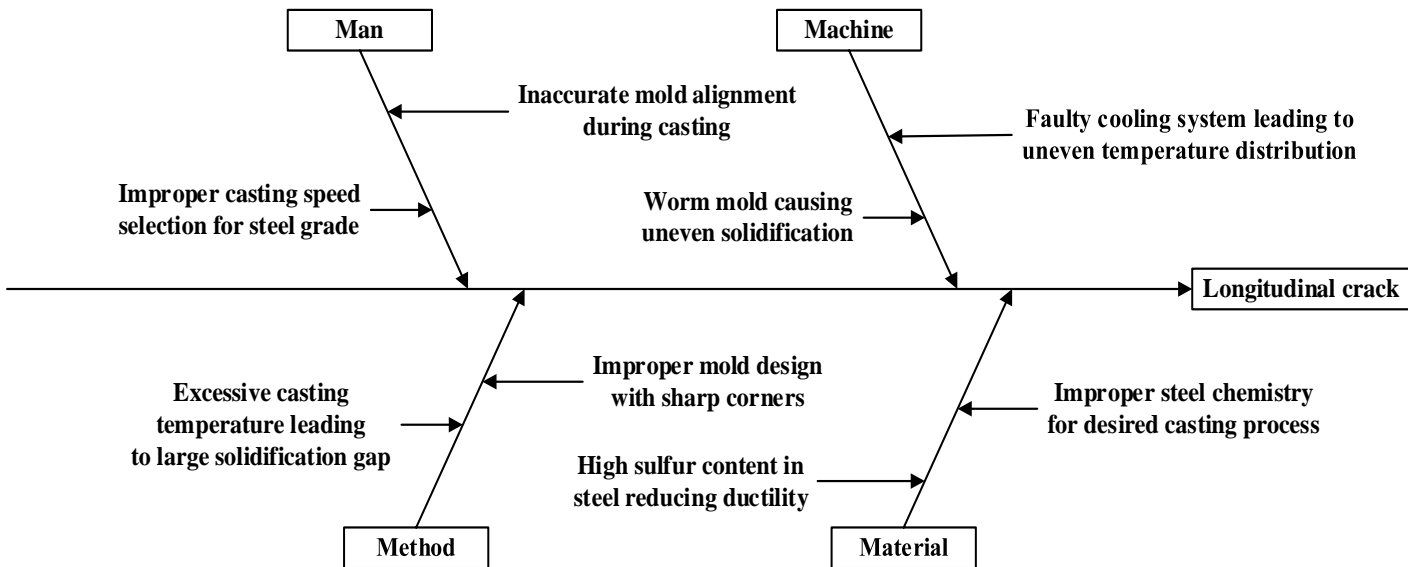 Man
Machine
Inaccurate mold alignment
during casting
Faulty cooling system leading to
uneven temperature distribution
Improper casting speed
selection for steel grade
Worm mold causing
uneven solidification
Longitudinal crack
Excessive casting
temperature leading
to large solidification gap
Improper mold design
with sharp corners
Improper steel chemistry
for desired casting process
High sulfur content in
steel reducing ductility
Method
Material